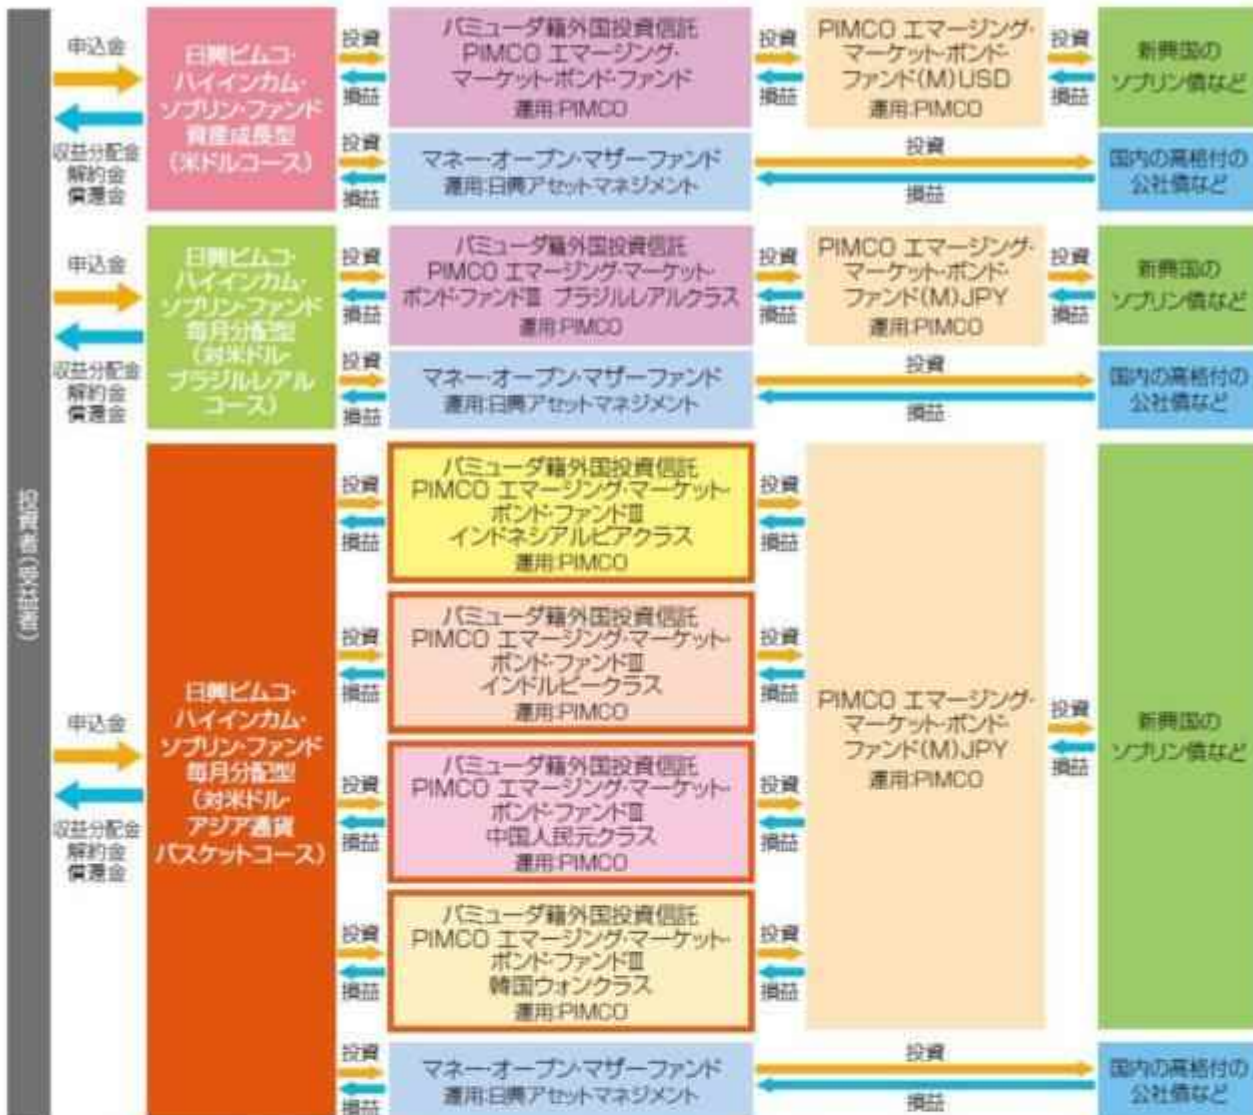 投資者(受益者)
申込金
収益分配金
解約金
償還金
日興ピムコ・
ハイインカム・
ソブリン・ファンド
資産成長型
(米ドルコース)
投資
損益
バミューダ籍外国投資信託
PIMCO エマージング・
マーケット・ボンド・ファンド
運用:PIMCO
投資
損益
PIMCO エマージング・
マーケット・ボンド・
ファンド(M)USD
運用:PIMCO
投資
損益
新興国の
ソブリン債など
投資
損益
マネー・オープン・マザーファンド
運用:日興アセットマネジメント
投資
損益
国内の高格付の
公社債など
申込金
収益分配金
解約金
償還金
日興ピムコ・
ハイインカム・
ソブリン・ファンド
毎月分配型
(対米ドル・
ブラジルレアル
コース)
投資
損益
バミューダ籍外国投資信託
PIMCO エマージング・マーケット・
ボンド・ファンドⅢ ブラジルレアルクラス
運用:PIMCO
投資
損益
PIMCO エマージング・
マーケット・ボンド・
ファンド(M)JPY
運用:PIMCO
投資
損益
新興国の
ソブリン債など
投資
損益
マネー・オープン・マザーファンド
運用:日興アセットマネジメント
投資
損益
国内の高格付の
公社債など
申込金
収益分配金
解約金
償還金
日興ピムコ・
ハイインカム・
ソブリン・ファンド
毎月分配型
(対米ドル・
アジア通貨
バスケットコース)
投資
損益
バミューダ籍外国投資信託
PIMCO エマージング・マーケット・
ボンド・ファンドⅢ
インドネシアルピアクラス
運用:PIMCO
投資
損益
投資
損益
バミューダ籍外国投資信託
PIMCO エマージング・マーケット・
ボンド・ファンドⅢ
インドルピークラス
運用:PIMCO
投資
損益
投資
損益
バミューダ籍外国投資信託
PIMCO エマージング・マーケット・
ボンド・ファンドⅢ
中国人民元クラス
運用:PIMCO
投資
損益
投資
損益
バミューダ籍外国投資信託
PIMCO エマージング・マーケット・
ボンド・ファンドⅢ
韓国ウォンクラス
運用:PIMCO
投資
損益
PIMCO エマージング・
マーケット・ボンド・
ファンド(M)JPY
運用:PIMCO
投資
損益
新興国の
ソブリン債など
投資
損益
マネー・オープン・マザーファンド
運用:日興アセットマネジメント
投資
損益
国内の高格付の
公社債など